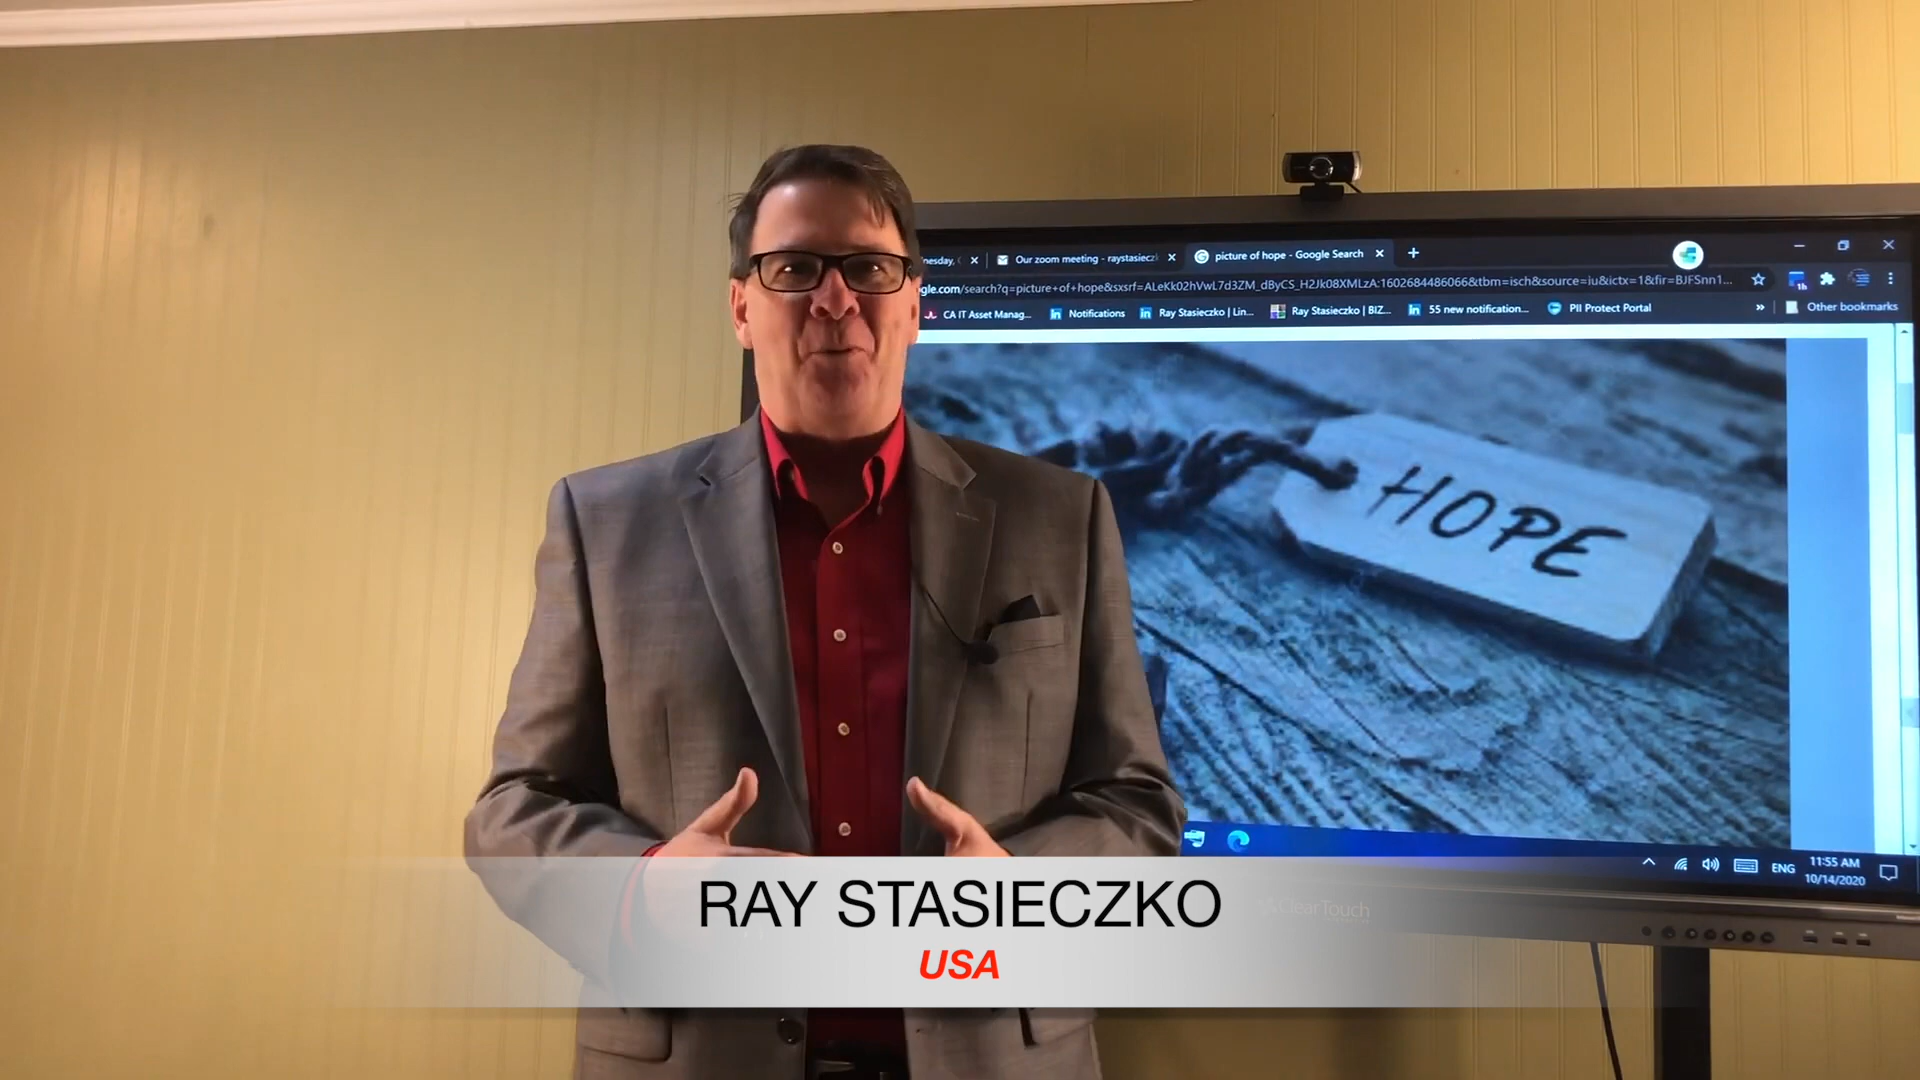 nesday, (
Our zoom meeting - raystasiecz
picture of hope - Google Search
gle.com/search?q=picture+of+hope&sxsrf=ALeKk02hVwL7d3ZM_dByCS_H2Jk08XMLzA:1602684486066&tbm=isch&source=iu&ictx=1&fir=BJFSnn1...
CA IT Asset Manag...
Notifications
Ray Stasieczko | Lin...
Ray Stasieczko | BIZ...
55 new notification...
PII Protect Portal
»
Other bookmarks
HOPE
ENG
11:55 AM
10/14/2020
ClearTouch
RAY STASIECZKO
USA